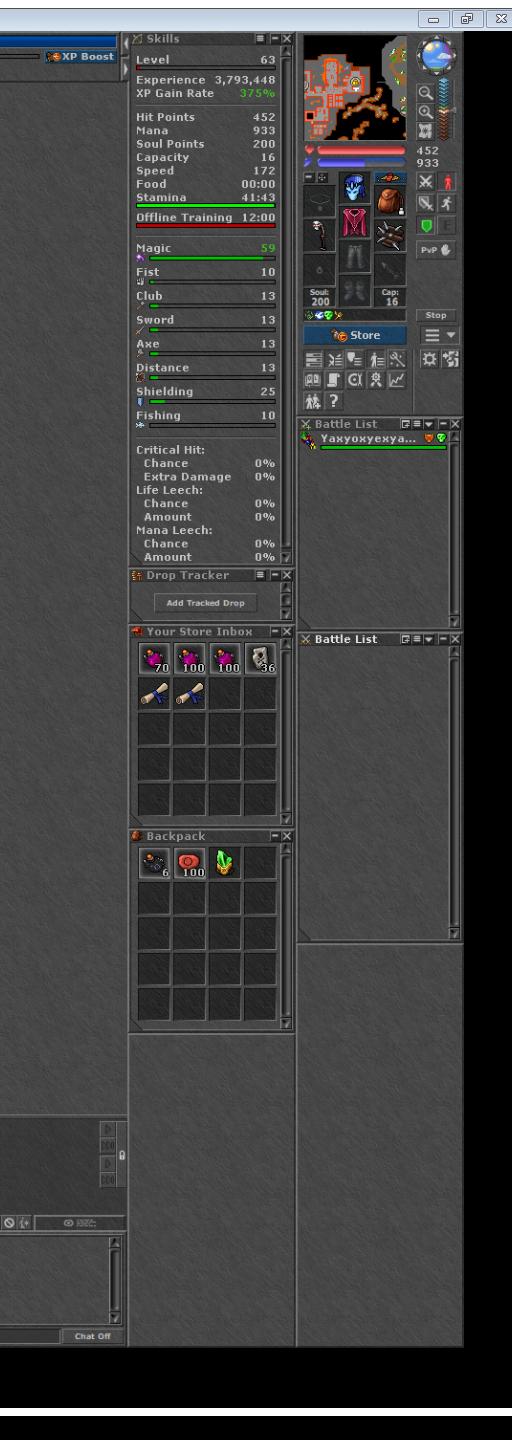 XP Boost
Skills
Level 63
Experience 3,793,448
XP Gain Rate 375%
Hit Points 452
Mana 933
Soul Points 200
Capacity 16
Speed 172
Food 00:00
Stamina 41:43
Offline Training 12:00
Magic 59
Fist 10
Club 13
Sword 13
Axe 13
Distance 13
Shielding 25
Fishing 10
Critical Hit:
Chance 0%
Extra Damage 0%
Life Leech:
Chance 0%
Amount 0%
Mana Leech:
Chance 0%
Amount 0%
Drop Tracker
Add Tracked Drop
Your Store Inbox
70 100 100 36
Backpack
6 100
452
933
PvP
Soul:
200
Cap:
16
Stop
Store
?
Battle List
Yaxyoxyexya...
Battle List
Chat Off